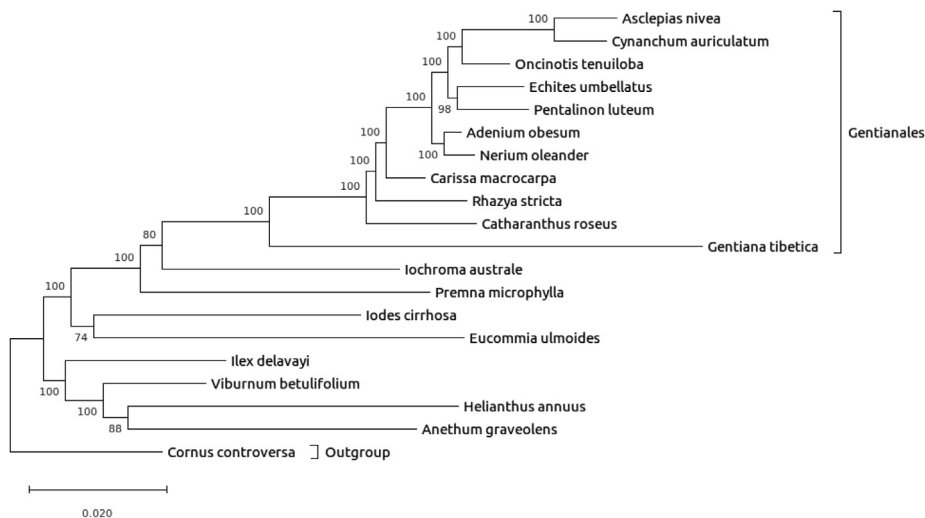 100 Asclepias nivea
100 Cynanchum auriculatum
100 Oncinotis tenuiloba
Echites umbellatus
100 98 Pentalinon luteum
100 Adenium obesum Gentianales
100 Nerium oleander
100 Carissa macrocarpa
100 Rhazya stricta
100 Catharanthus roseus
80 Gentiana tibetica
100 Iochroma australe
Premna microphylla
100 Iodes cirrhosa
74 Eucommia ulmoides
Ilex delavayi
100 Viburnum betulifolium
100 Helianthus annuus
88 Anethum graveolens
Cornus controversa Outgroup
0.020